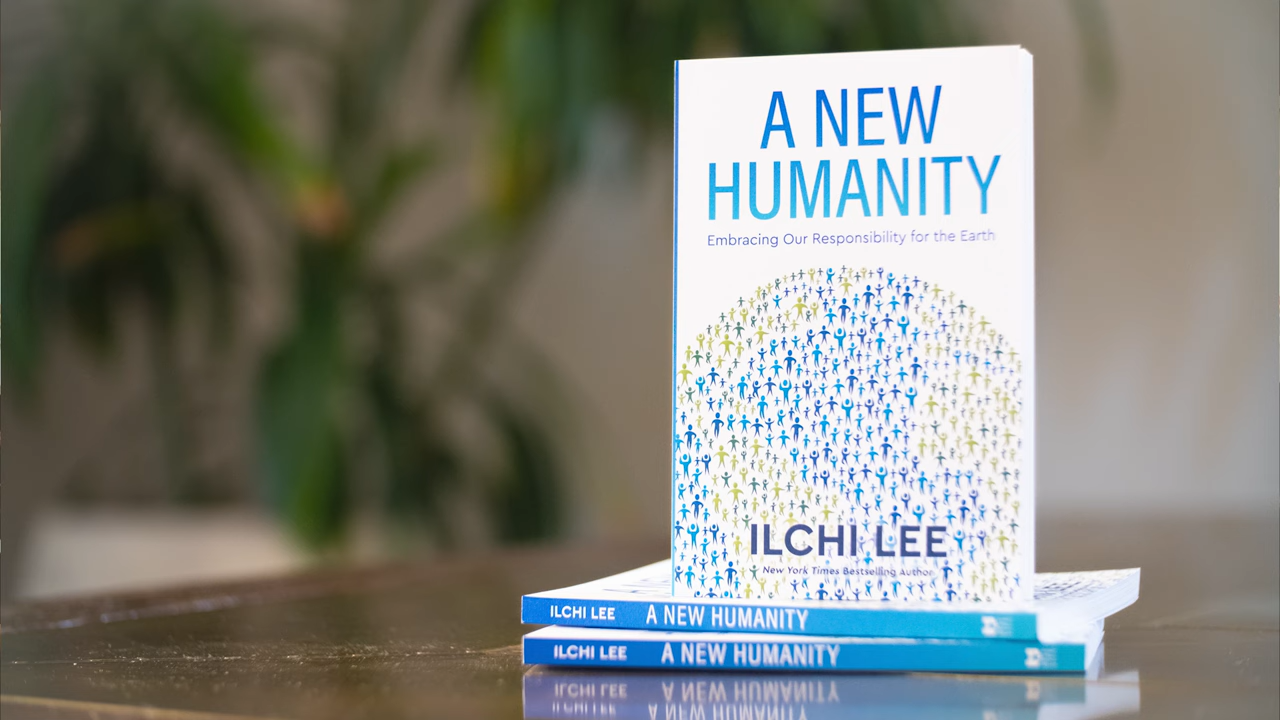 A NEW
HUMANITY
Embracing Our Responsibility for the Earth
ILCHI LEE
New York Times Bestselling Author
ILCHI LEE A NEW HUMANITY
ILCHI LEE A NEW HUMANITY